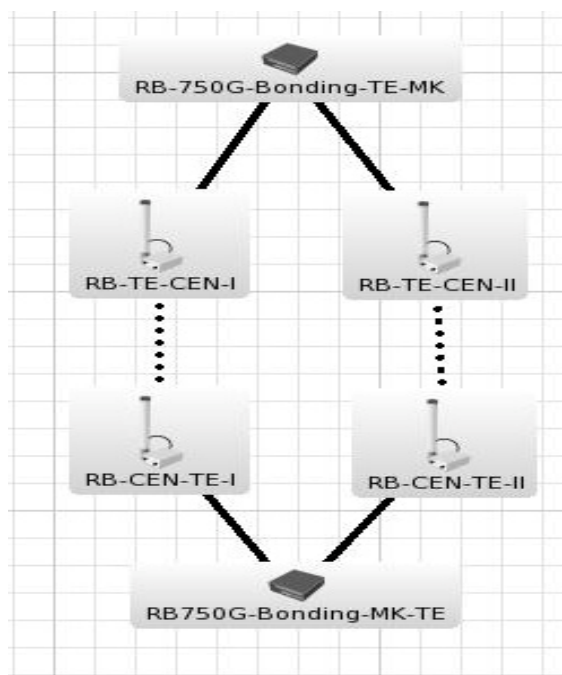 RB-750G-Bonding-TE-MK
RB-TE-CEN-I
RB-TE-CEN-II
RB-CEN-TE-I
RB-CEN-TE-II
RB750G-Bonding-MK-TE